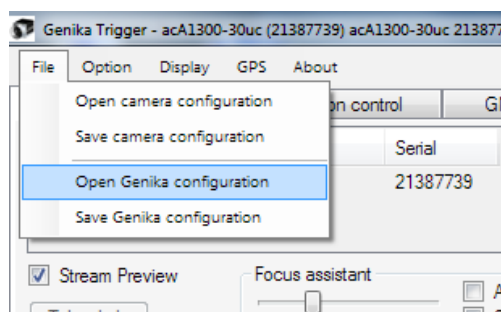 Genika Trigger - acA1300-30uc (21387739) acA1300-30uc 21387
File Option Display GPS About
Open camera configuration
on control
Save camera configuration
Serial
Open Genika configuration
21387739
Save Genika configuration
Stream Preview
Focus assistant